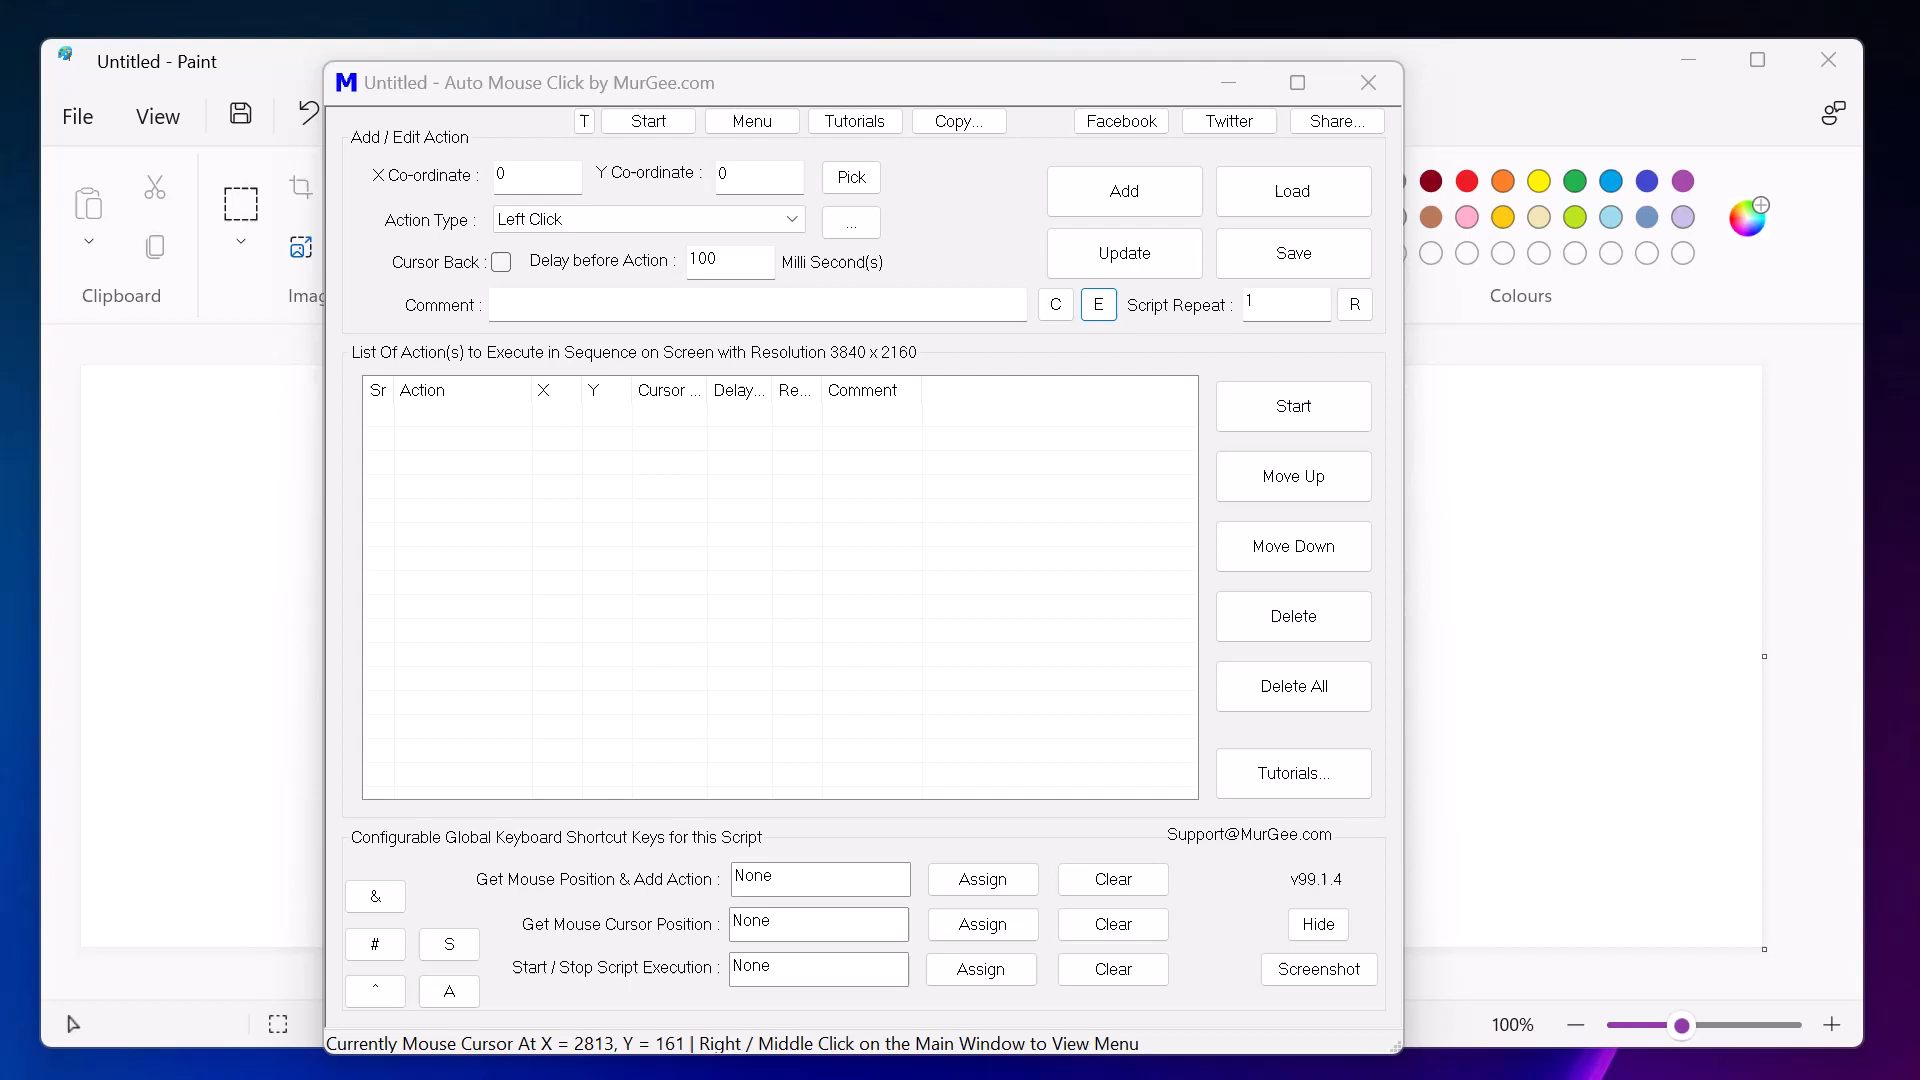 Untitled - Paint
File
View
Clipboard
Imag
Colours
100%
M Untitled - Auto Mouse Click by MurGee.com
T
Start
Menu
Tutorials
Copy...
Facebook
Twitter
Share...
Add / Edit Action
X Co-ordinate :
0
Y Co-ordinate :
0
Pick
Add
Load
Action Type :
Left Click
...
Update
Save
Cursor Back :
Delay before Action :
100
Milli Second(s)
Comment :
C
E
Script Repeat :
1
R
List Of Action(s) to Execute in Sequence on Screen with Resolution 3840 x 2160
Sr
Action
X
Y
Cursor ...
Delay...
Re...
Comment
Start
Move Up
Move Down
Delete
Delete All
Tutorials...
Configurable Global Keyboard Shortcut Keys for this Script
Support@MurGee.com
Get Mouse Position & Add Action :
None
Assign
Clear
v99.1.4
&
Get Mouse Cursor Position :
None
Assign
Clear
Hide
#
S
Start / Stop Script Execution :
None
Assign
Clear
Screenshot
^
A
Currently Mouse Cursor At X = 2813, Y = 161 | Right / Middle Click on the Main Window to View Menu